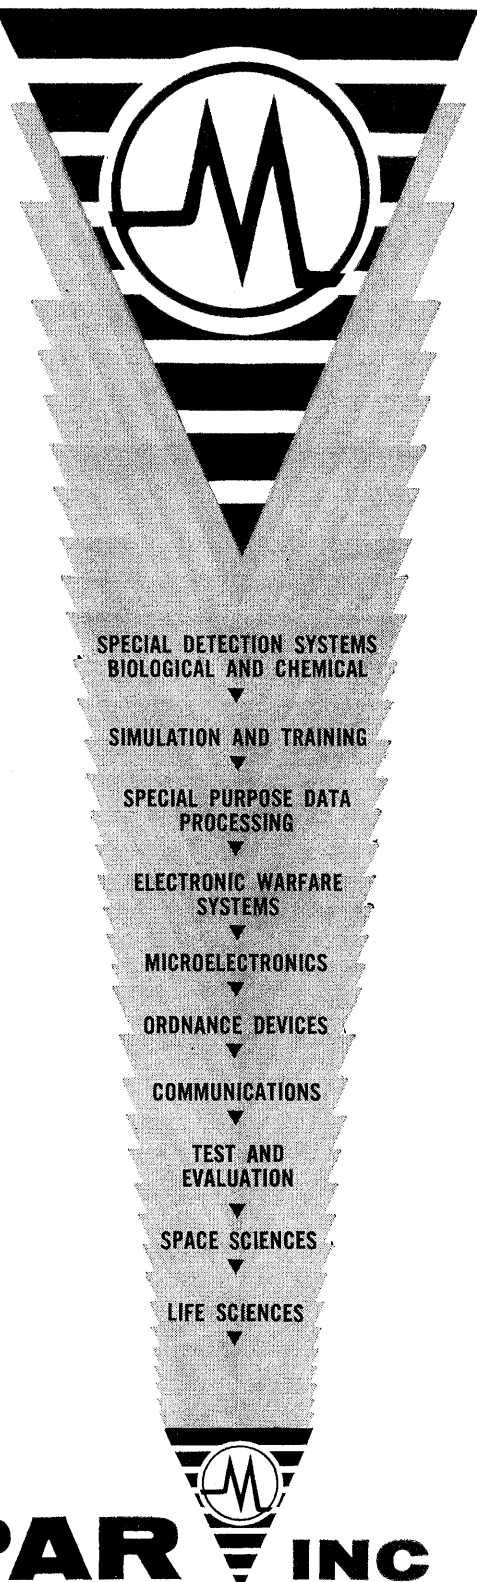 SPECIAL DETECTION SYSTEMS
BIOLOGICAL AND CHEMICAL
SIMULATION AND TRAINING
SPECIAL PURPOSE DATA
PROCESSING
ELECTRONIC WARFARE
SYSTEMS
MICROELECTRONICS
ORDNANCE DEVICES
COMMUNICATIONS
TEST AND
EVALUATION
SPACE SCIENCES
LIFE SCIENCES
PAR INC